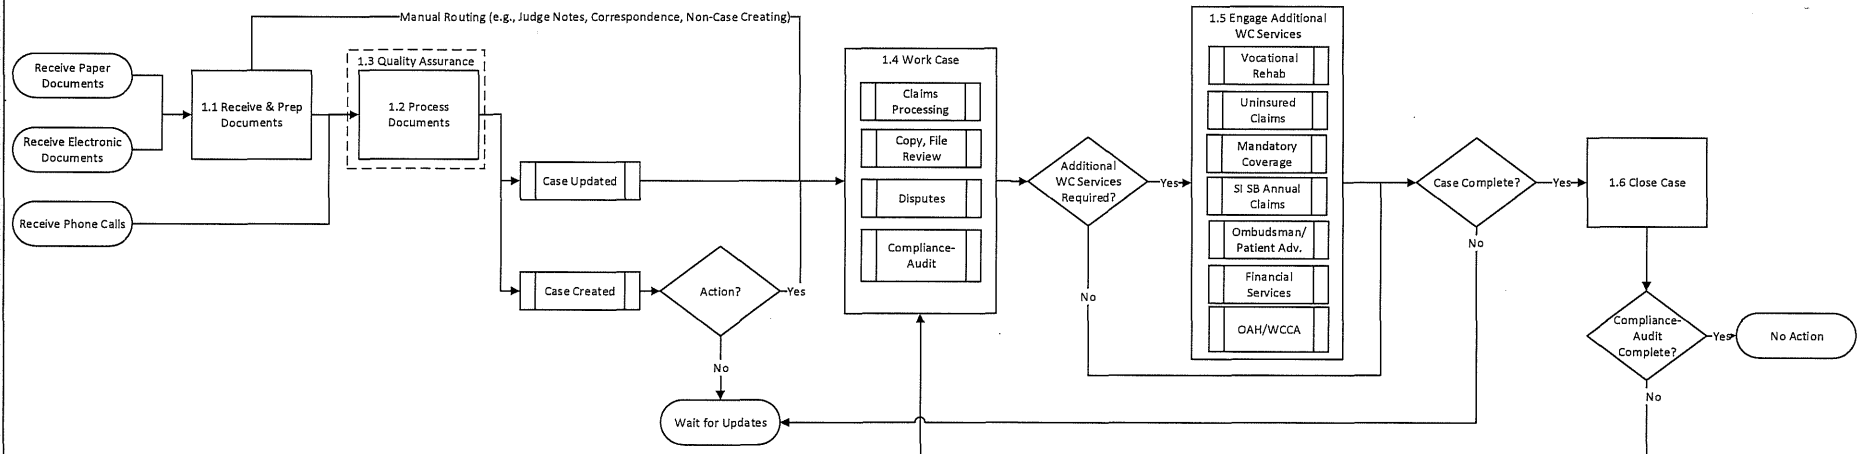 Manual Routing (e.g., Judge Notes, Correspondence, Non-Case Creating)
Receive Paper
Documents
Receive Electronic
Documents
Receive Phone Calls
1.1 Receive & Prep
Documents
1.3 Quality Assurance
1.2 Process
Documents
Case Updated
Case Created
Action?
Yes
No
Wait for Updates
1.4 Work Case
Claims
Processing
Copy, File
Review
Disputes
Compliance-
Audit
Additional
WC Services
Required?
Yes
No
1.5 Engage Additional
WC Services
Vocational
Rehab
Uninsured
Claims
Mandatory
Coverage
SI SB Annual
Claims
Ombudsman/
Patient Adv.
Financial
Services
OAH/WCCA
Case Complete?
Yes
No
1.6 Close Case
Compliance-
Audit
Complete?
Yes
No
No Action